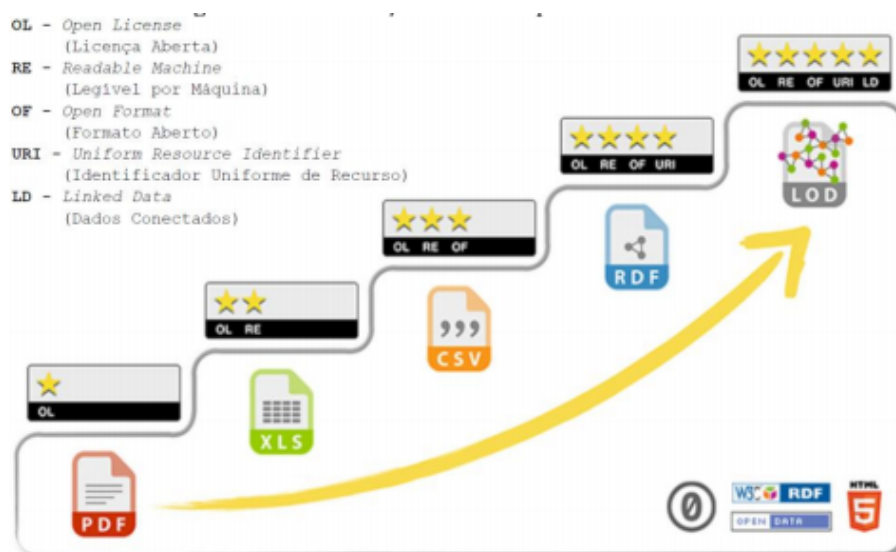 OL - Open License
(Licença Aberta)
RE - Readable Machine
(Legível por Máquina)
OF - Open Format
(Formato Aberto)
URI - Uniform Resource Identifier
(Identificador Uniforme de Recurso)
LD - Linked Data
(Dados Conectados)
OL RE OF URI LD
LOD
OL RE OF URI
RDF
OL RE OF
CSV
OL RE
XLS
OL
PDF
W3C RDF
OPEN DATA
HTML
5